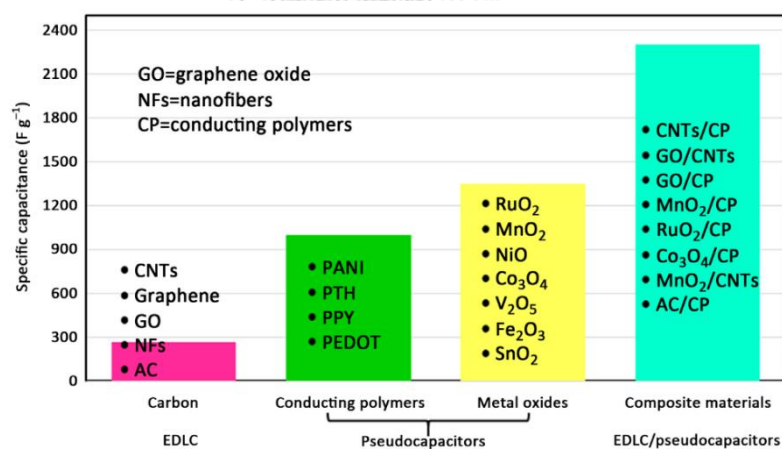 2400
2100
1800
1500
1200
900
600
300
0
Specific capacitance (F g⁻¹)
GO=graphene oxide
NFs=nanofibers
CP=conducting polymers
• CNTs
• Graphene
• GO
• NFs
• AC
• PANI
• PTH
• PPY
• PEDOT
• RuO₂
• MnO₂
• NiO
• Co₃O₄
• V₂O₅
• Fe₂O₃
• SnO₂
• CNTs/CP
• GO/CNTs
• GO/CP
• MnO₂/CP
• RuO₂/CP
• Co₃O₄/CP
• MnO₂/CNTs
• AC/CP
Carbon
Conducting polymers
Metal oxides
Composite materials
EDLC
Pseudocapacitors
EDLC/pseudocapacitors